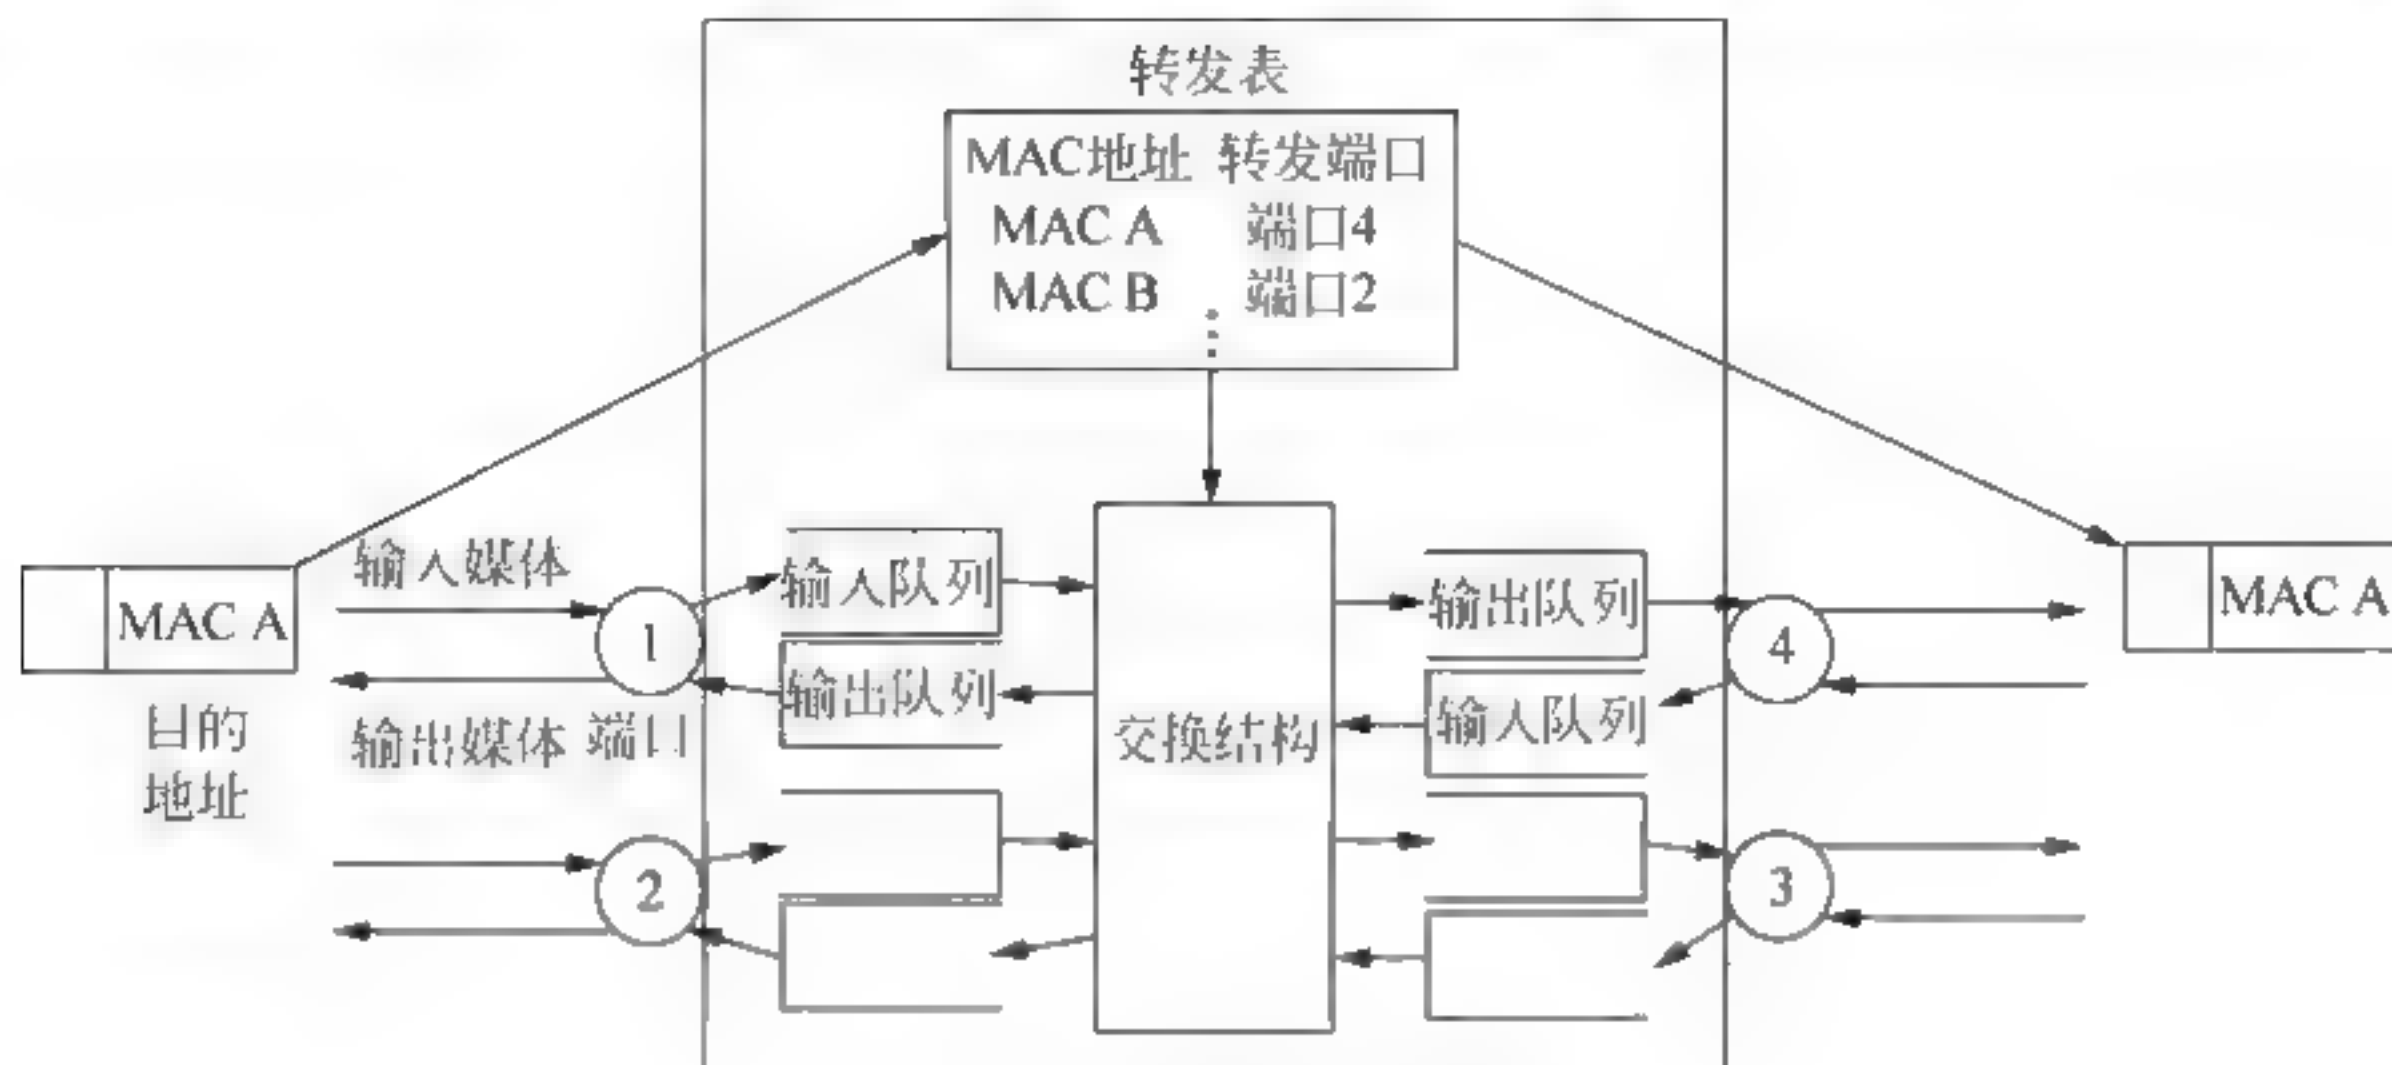 转发表
MAC地址 转发端口
MAC A 端口4
MAC B 端口2
⋮
MAC A
目的
地址
输入媒体
输出媒体 端口
1
输入队列
输出队列
2
交换结构
输出队列
输入队列
4
3
MAC A